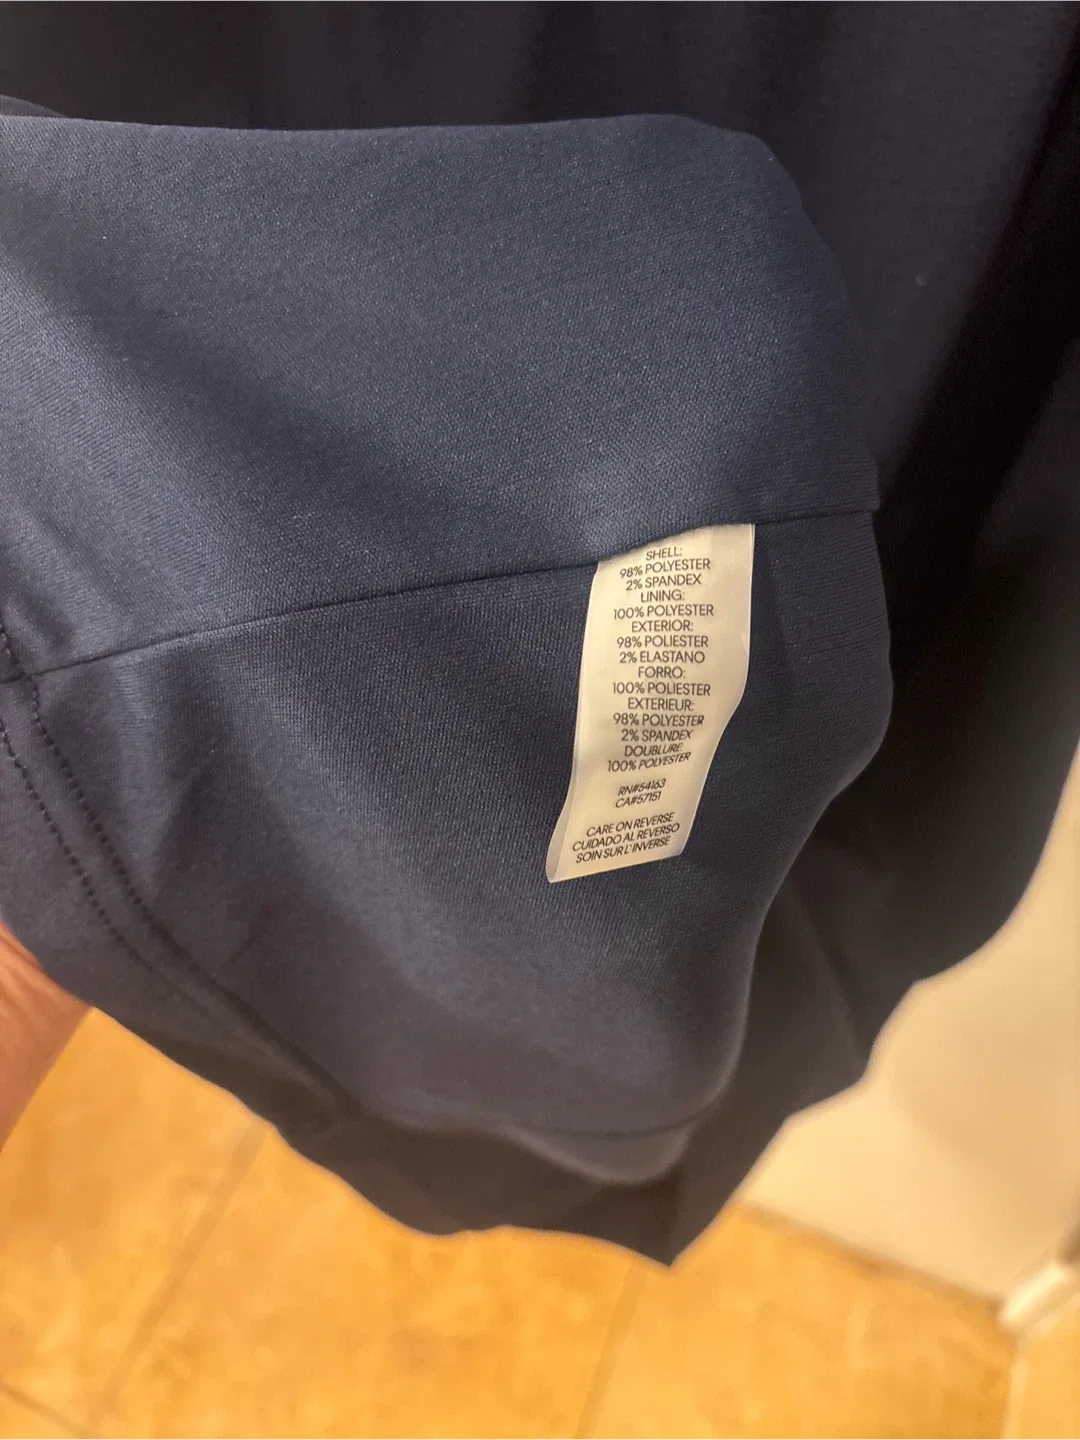 SHELL:
98% POLYESTER
2% SPANDEX
LINING:
100% POLYESTER
EXTERIOR:
98% POLIESTER
2% ELASTANO
FORRO:
100% POLIESTER
EXTERIEUR:
98% POLYESTER
2% SPANDEX
DOUBLURE:
100% POLYESTER
RN#54163
CA#57151
CARE ON REVERSE
CUIDADO AL REVERSO
SOIN SUR L'INVERSE